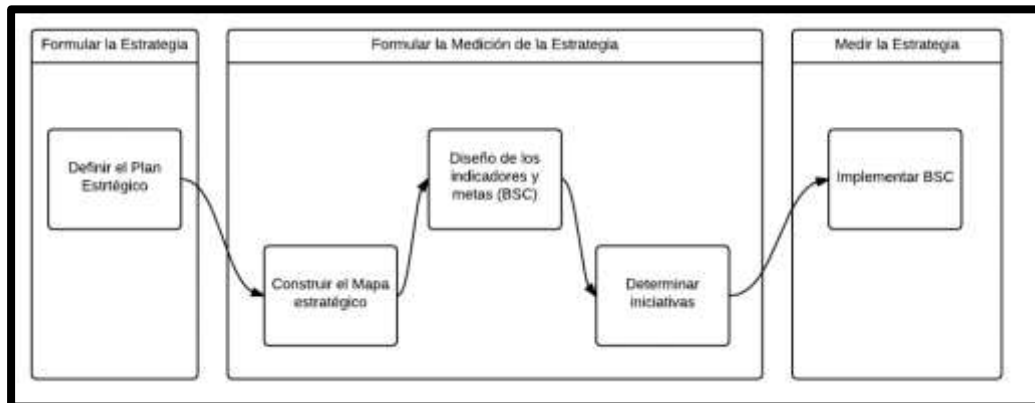 Formular la Estrategia
Formular la Medición de la Estrategia
Medir la Estrategia
Definir el Plan
Estrtégico
Construir el Mapa
estratégico
Diseño de los
indicadores y
metas (BSC)
Determinar
iniciativas
Implementar BSC